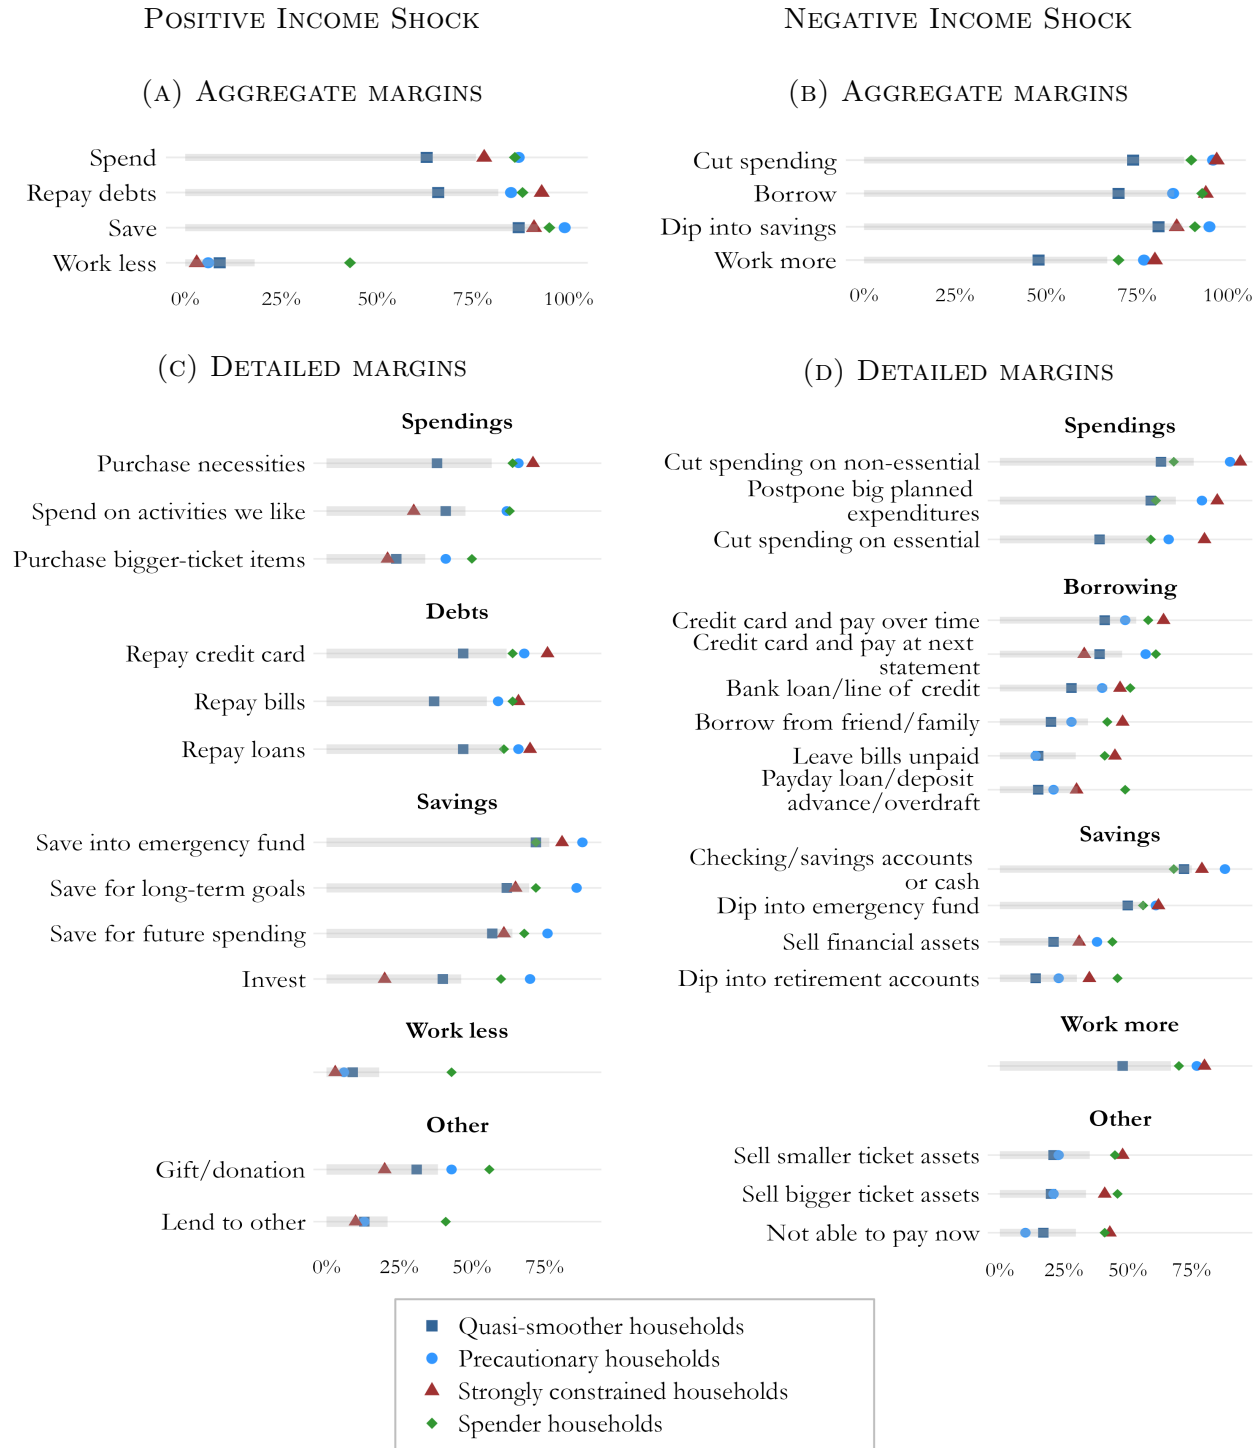 Positive Income Shock
Negative Income Shock
(a) Aggregate margins
Spend
Repay debts
Save
Work less
0% 25% 50% 75% 100%
(b) Aggregate margins
Cut spending
Borrow
Dip into savings
Work more
0% 25% 50% 75% 100%
(c) Detailed margins
Spendings
Purchase necessities
Spend on activities we like
Purchase bigger-ticket items
Debts
Repay credit card
Repay bills
Repay loans
Savings
Save into emergency fund
Save for long-term goals
Save for future spending
Invest
Work less
Other
Gift/donation
Lend to other
0% 25% 50% 75%
(d) Detailed margins
Spendings
Cut spending on non-essential
Postpone big planned
expenditures
Cut spending on essential
Borrowing
Credit card and pay over time
Credit card and pay at next
statement
Bank loan/line of credit
Borrow from friend/family
Leave bills unpaid
Payday loan/deposit
advance/overdraft
Savings
Checking/savings accounts
or cash
Dip into emergency fund
Sell financial assets
Dip into retirement accounts
Work more
Other
Sell smaller ticket assets
Sell bigger ticket assets
Not able to pay now
0% 25% 50% 75%
Quasi-smoother households
Precautionary households
Strongly constrained households
Spender households